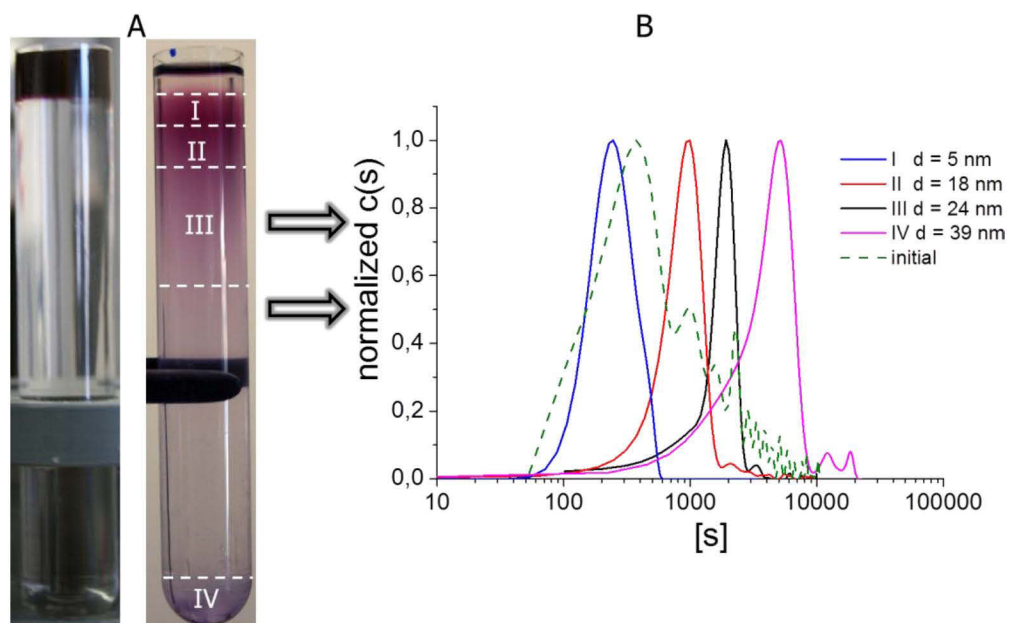 A
B
I
II
III
IV
normalized c(s)
1,0
0,8
0,6
0,4
0,2
0,0
10
100
1000
10000
100000
[s]
I d = 5 nm
II d = 18 nm
III d = 24 nm
IV d = 39 nm
initial